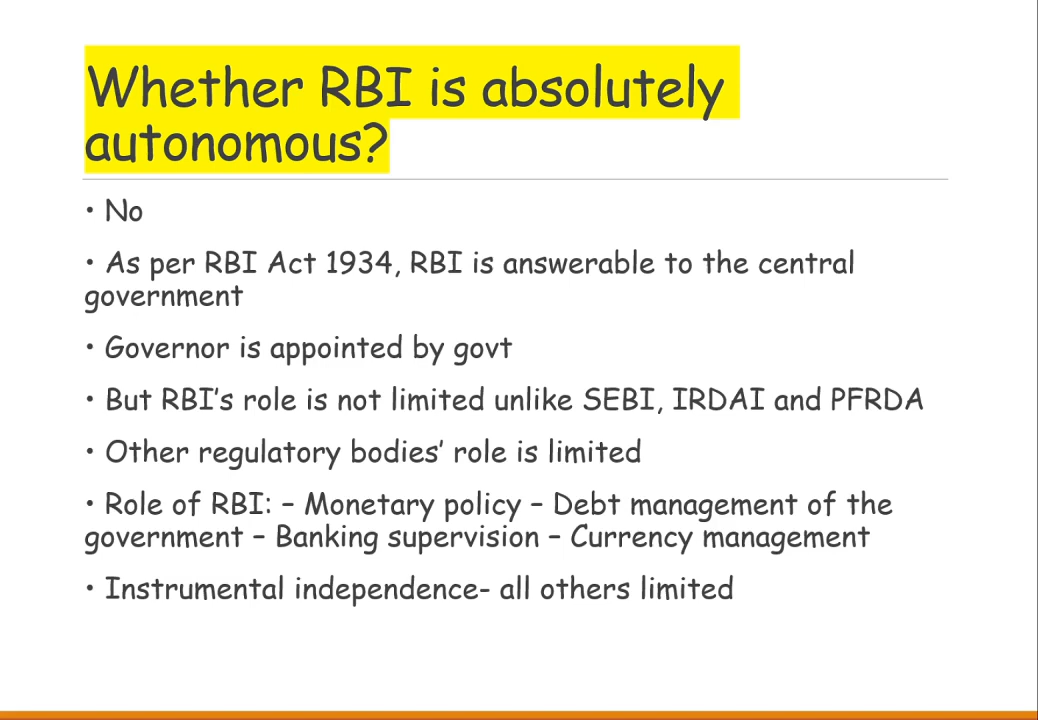 Whether RBI is absolutely
autonomous?
• No
• As per RBI Act 1934, RBI is answerable to the central
government
• Governor is appointed by govt
• But RBI’s role is not limited unlike SEBI, IRDAI and PFRDA
• Other regulatory bodies’ role is limited
• Role of RBI: – Monetary policy – Debt management of the
government – Banking supervision – Currency management
• Instrumental independence- all others limited